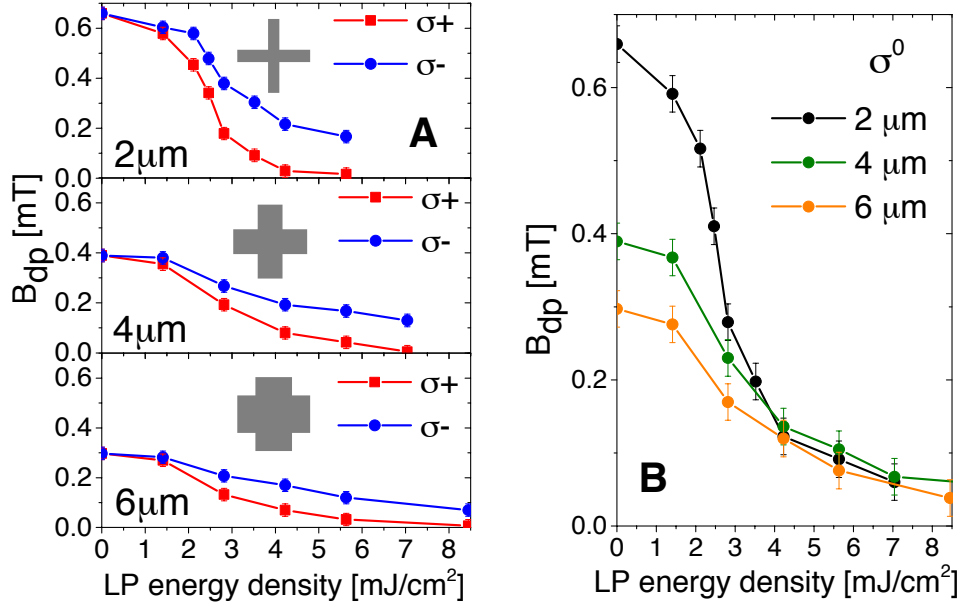 0.6
0.4
0.2
0.0
σ+
σ-
A
2μm
0.6
0.4
0.2
0.0
σ+
σ-
4μm
0.6
0.4
0.2
0.0
σ+
σ-
6μm
B_dp [mT]
0 1 2 3 4 5 6 7 8
LP energy density [mJ/cm²]
0.6
0.4
0.2
0.0
σ⁰
2 μm
4 μm
6 μm
B
B_dp [mT]
0 1 2 3 4 5 6 7 8
LP energy density [mJ/cm²]